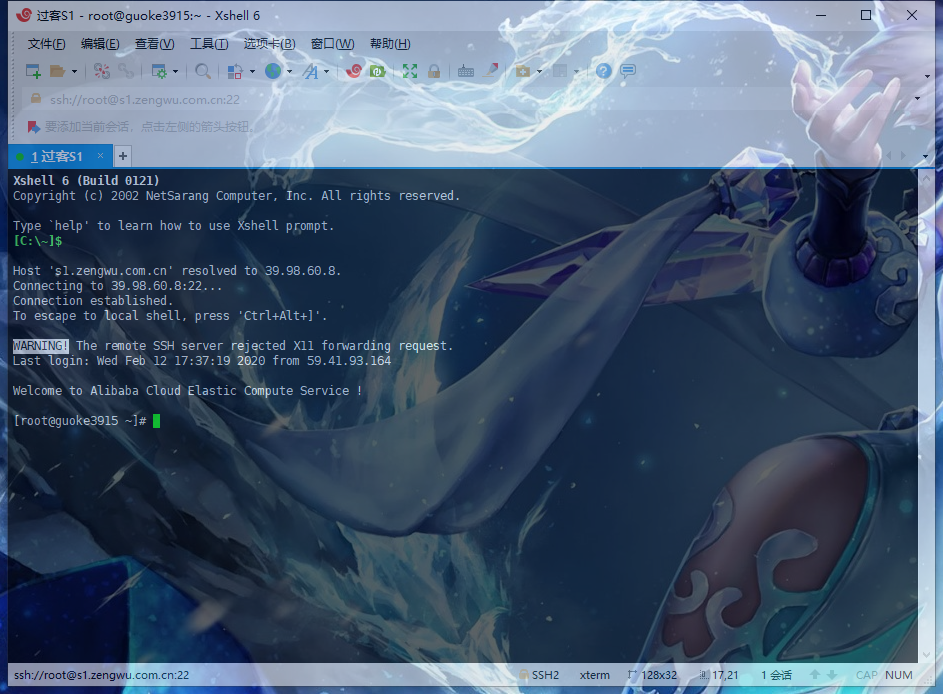 过客S1 - root@guoke3915:~ - Xshell 6
文件(F) 编辑(E) 查看(V) 工具(T) 选项卡(B) 窗口(W) 帮助(H)
ssh://root@s1.zengwu.com.cn:22
要添加当前会话，点击左侧的箭头按钮。
1 过客S1 × +
Xshell 6 (Build 0121)
Copyright (c) 2002 NetSarang Computer, Inc. All rights reserved.
Type `help' to learn how to use Xshell prompt.
[C:\~]$
Host 's1.zengwu.com.cn' resolved to 39.98.60.8.
Connecting to 39.98.60.8:22...
Connection established.
To escape to local shell, press 'Ctrl+Alt+]'.
WARNING! The remote SSH server rejected X11 forwarding request.
Last login: Wed Feb 12 17:37:19 2020 from 59.41.93.164
Welcome to Alibaba Cloud Elastic Compute Service !
[root@guoke3915 ~]#
ssh://root@s1.zengwu.com.cn:22 SSH2 xterm 128x32 17,21 1 会话 CAP NUM